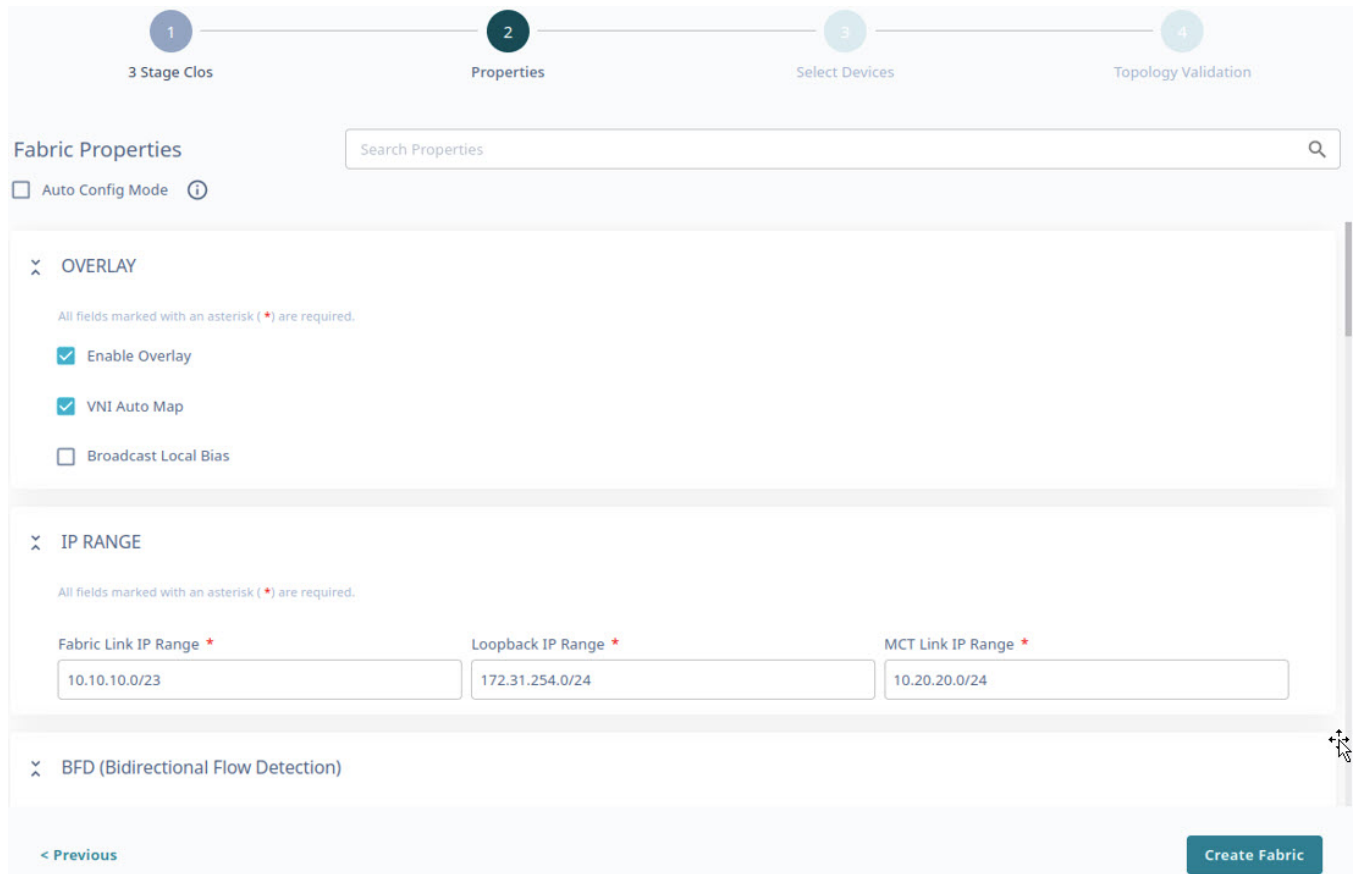 1
2
3
4
3 Stage Clos
Properties
Select Devices
Topology Validation
Fabric Properties
Search Properties
Auto Config Mode
OVERLAY
All fields marked with an asterisk ( *) are required.
Enable Overlay
VNI Auto Map
Broadcast Local Bias
IP RANGE
All fields marked with an asterisk ( *) are required.
Fabric Link IP Range *
Loopback IP Range *
MCT Link IP Range *
10.10.10.0/23
172.31.254.0/24
10.20.20.0/24
BFD (Bidirectional Flow Detection)
< Previous
Create Fabric